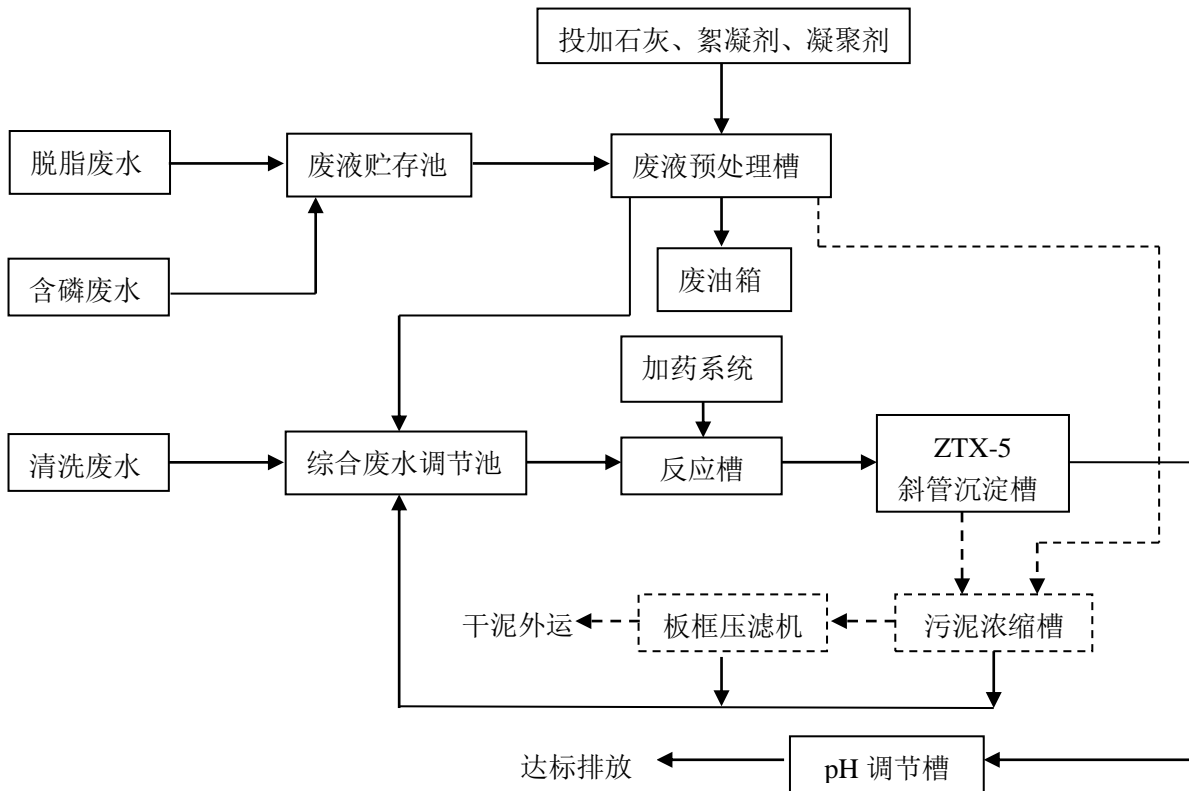 投加石灰、絮凝剂、凝聚剂
脱脂废水
废液贮存池
废液预处理槽
含磷废水
废油箱
加药系统
清洗废水
综合废水调节池
反应槽
ZTX-5
斜管沉淀槽
干泥外运
板框压滤机
污泥浓缩槽
达标排放
pH 调节槽